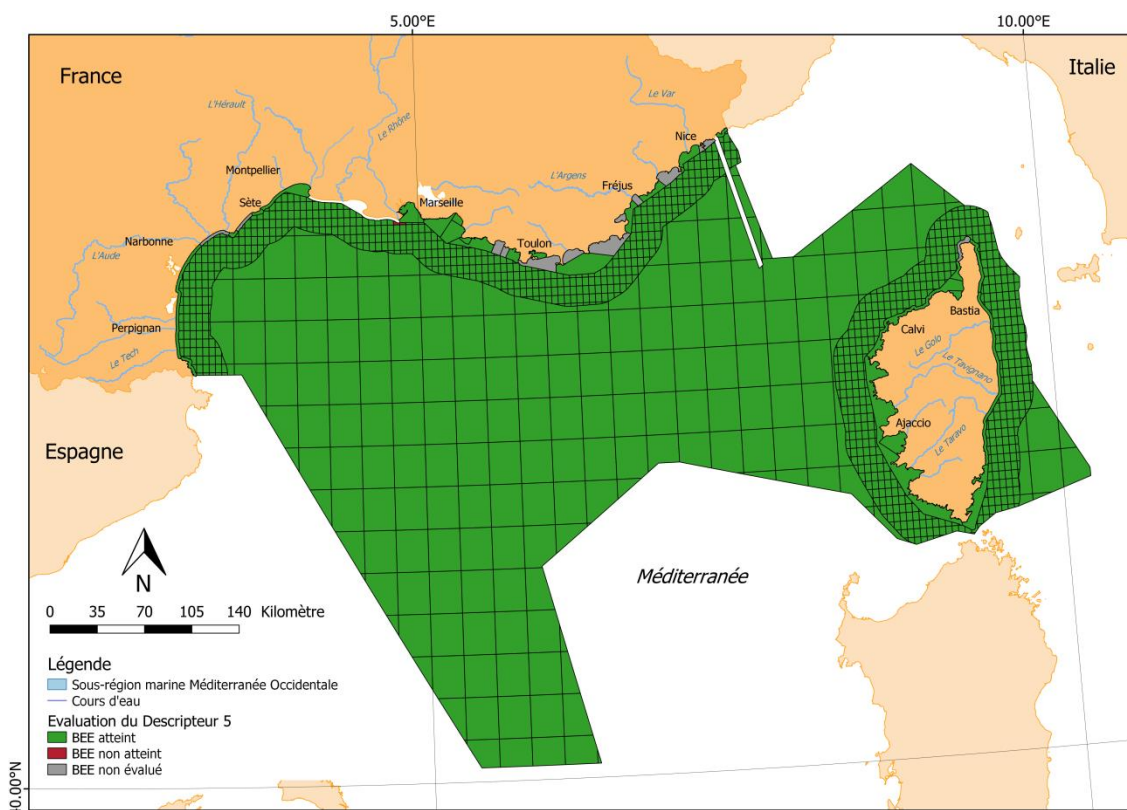 5.00°E
10.00°E
France
Italie
L'Hérault
Le Rhône
Le Var
Nice
Montpellier
L'Argens
Fréjus
Sète
Marseille
Narbonne
Toulon
L'Aude
Bastia
Perpignan
Calvi
Le Golo
Le Tech
Le Tavignano
Ajaccio
Espagne
Le Taravo
N
Méditerranée
0 35 70 105 140 Kilomètre
Légende
Sous-région marine Méditerranée Occidentale
Cours d'eau
Evaluation du Descripteur 5
BEE atteint
BEE non atteint
BEE non évalué